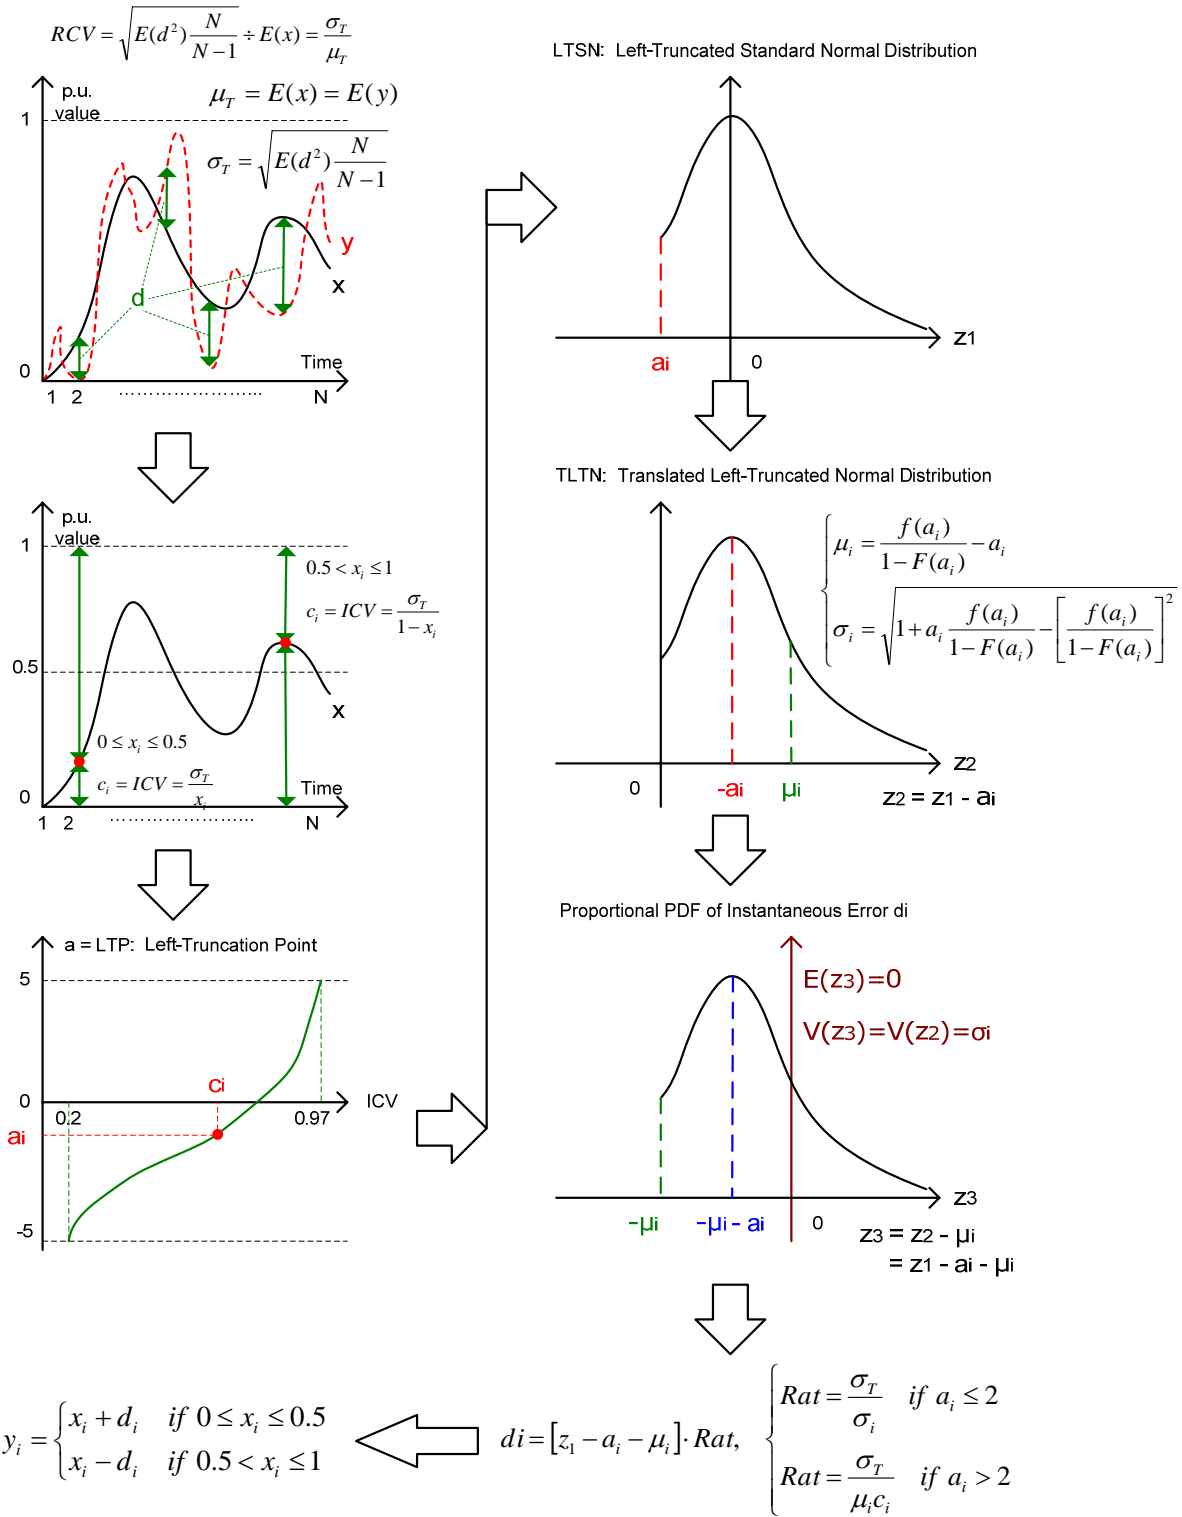 RCV = √(E(d²) N/(N−1)) ÷ E(x) = σ_T/μ_T
p.u.
value
μ_T = E(x) = E(y)
1
σ_T = √(E(d²) N/(N−1))
y
x
d
0
Time
1 2 ........................ N
p.u.
value
1
0.5 < x_i ≤ 1
c_i = ICV = σ_T/(1 − x_i)
0.5
x
0 ≤ x_i ≤ 0.5
c_i = ICV = σ_T/x_i
0
Time
1 2 ........................ N
a = LTP: Left-Truncation Point
5
ci
0
ICV
0.2
0.97
ai
-5
LTSN: Left-Truncated Standard Normal Distribution
z1
ai
0
TLTN: Translated Left-Truncated Normal Distribution
μ_i = f(a_i)/(1 − F(a_i)) − a_i
σ_i = √(1 + a_i f(a_i)/(1 − F(a_i)) − [f(a_i)/(1 − F(a_i))]²)
z2
0
-ai
μi
z2 = z1 - ai
Proportional PDF of Instantaneous Error di
E(z3)=0
V(z3)=V(z2)=σi
z3
-μi
-μi - ai
0
z3 = z2 - μi
= z1 - ai - μi
Rat = σ_T/σ_i if a_i ≤ 2
di = [z_1 − a_i − μ_i]·Rat,
Rat = σ_T/(μ_i c_i) if a_i > 2
y_i = { x_i + d_i if 0 ≤ x_i ≤ 0.5
x_i − d_i if 0.5 < x_i ≤ 1